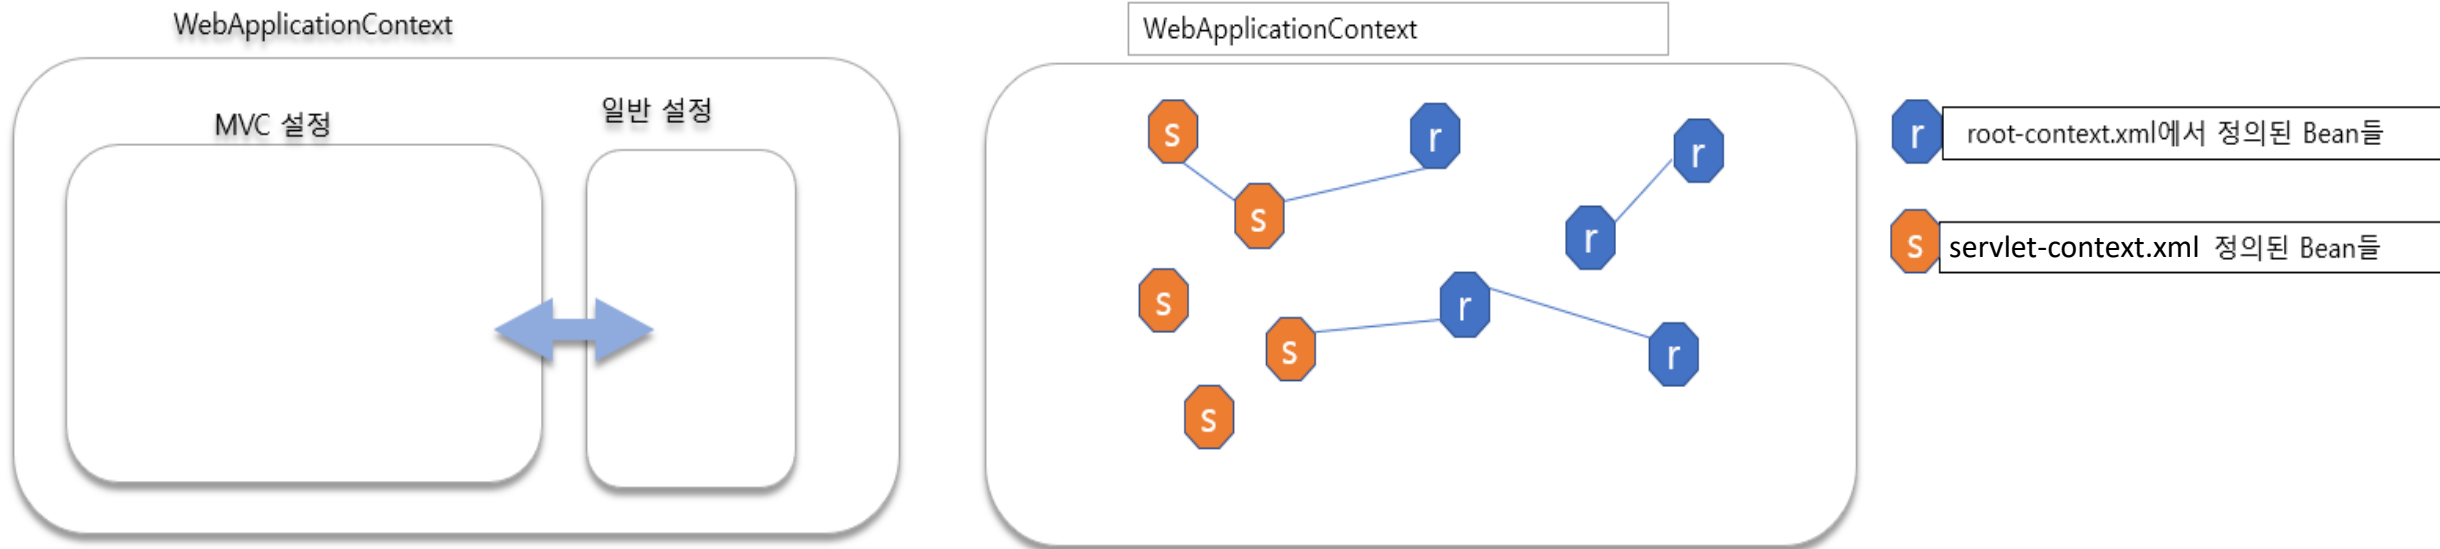 WebApplicationContext
MVC 설정
일반 설정
WebApplicationContext
s
r
r
s
r
s
r
s
r
s
r
root-context.xml에서 정의된 Bean들
s
servlet-context.xml 정의된 Bean들